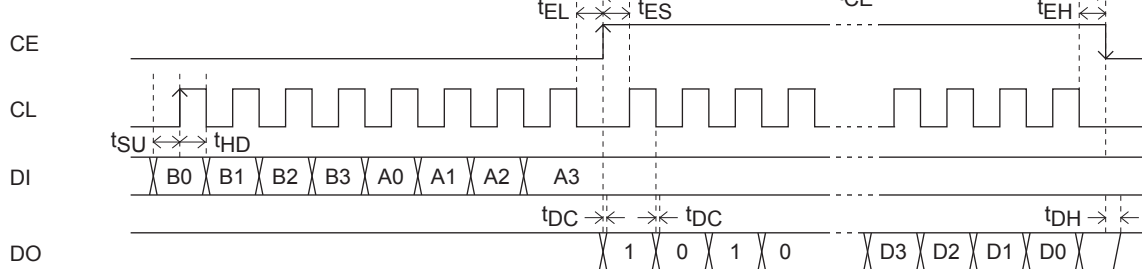 tEL tES tCE tEH
CE
CL
tSU tHD
DI B0 B1 B2 B3 A0 A1 A2 A3
tDC tDC tDH
DO 1 0 1 0 D3 D2 D1 D0